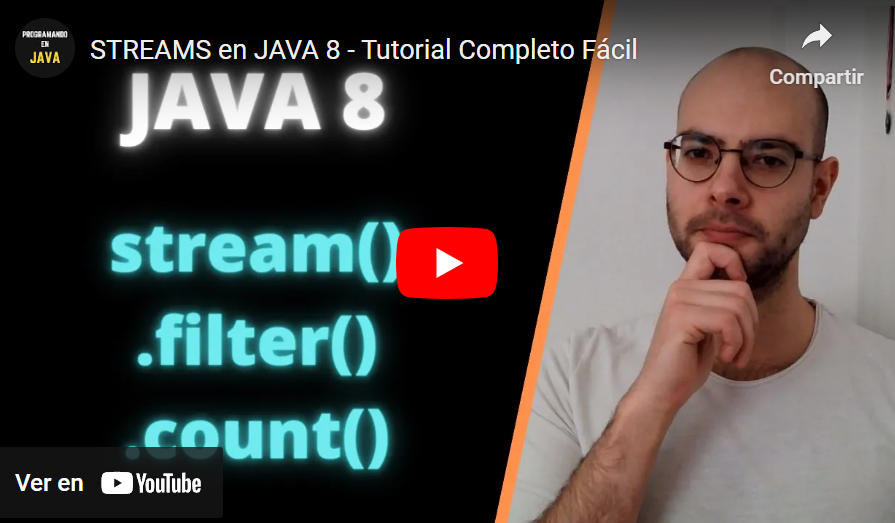 PROGRAMANDO
EN
JAVA
STREAMS en JAVA 8 - Tutorial Completo Fácil
Compartir
JAVA 8
stream()
.filter()
.count()
Ver en YouTube